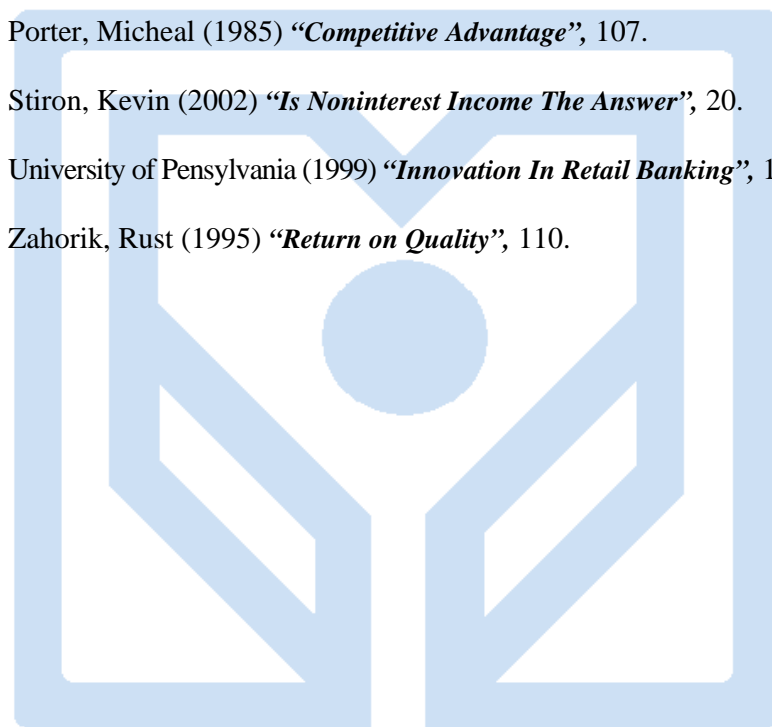 Porter, Micheal (1985) “Competitive Advantage”, 107.
Stiron, Kevin (2002) “Is Noninterest Income The Answer”, 20.
University of Pensylvania (1999) “Innovation In Retail Banking”, 1
Zahorik, Rust (1995) “Return on Quality”, 110.